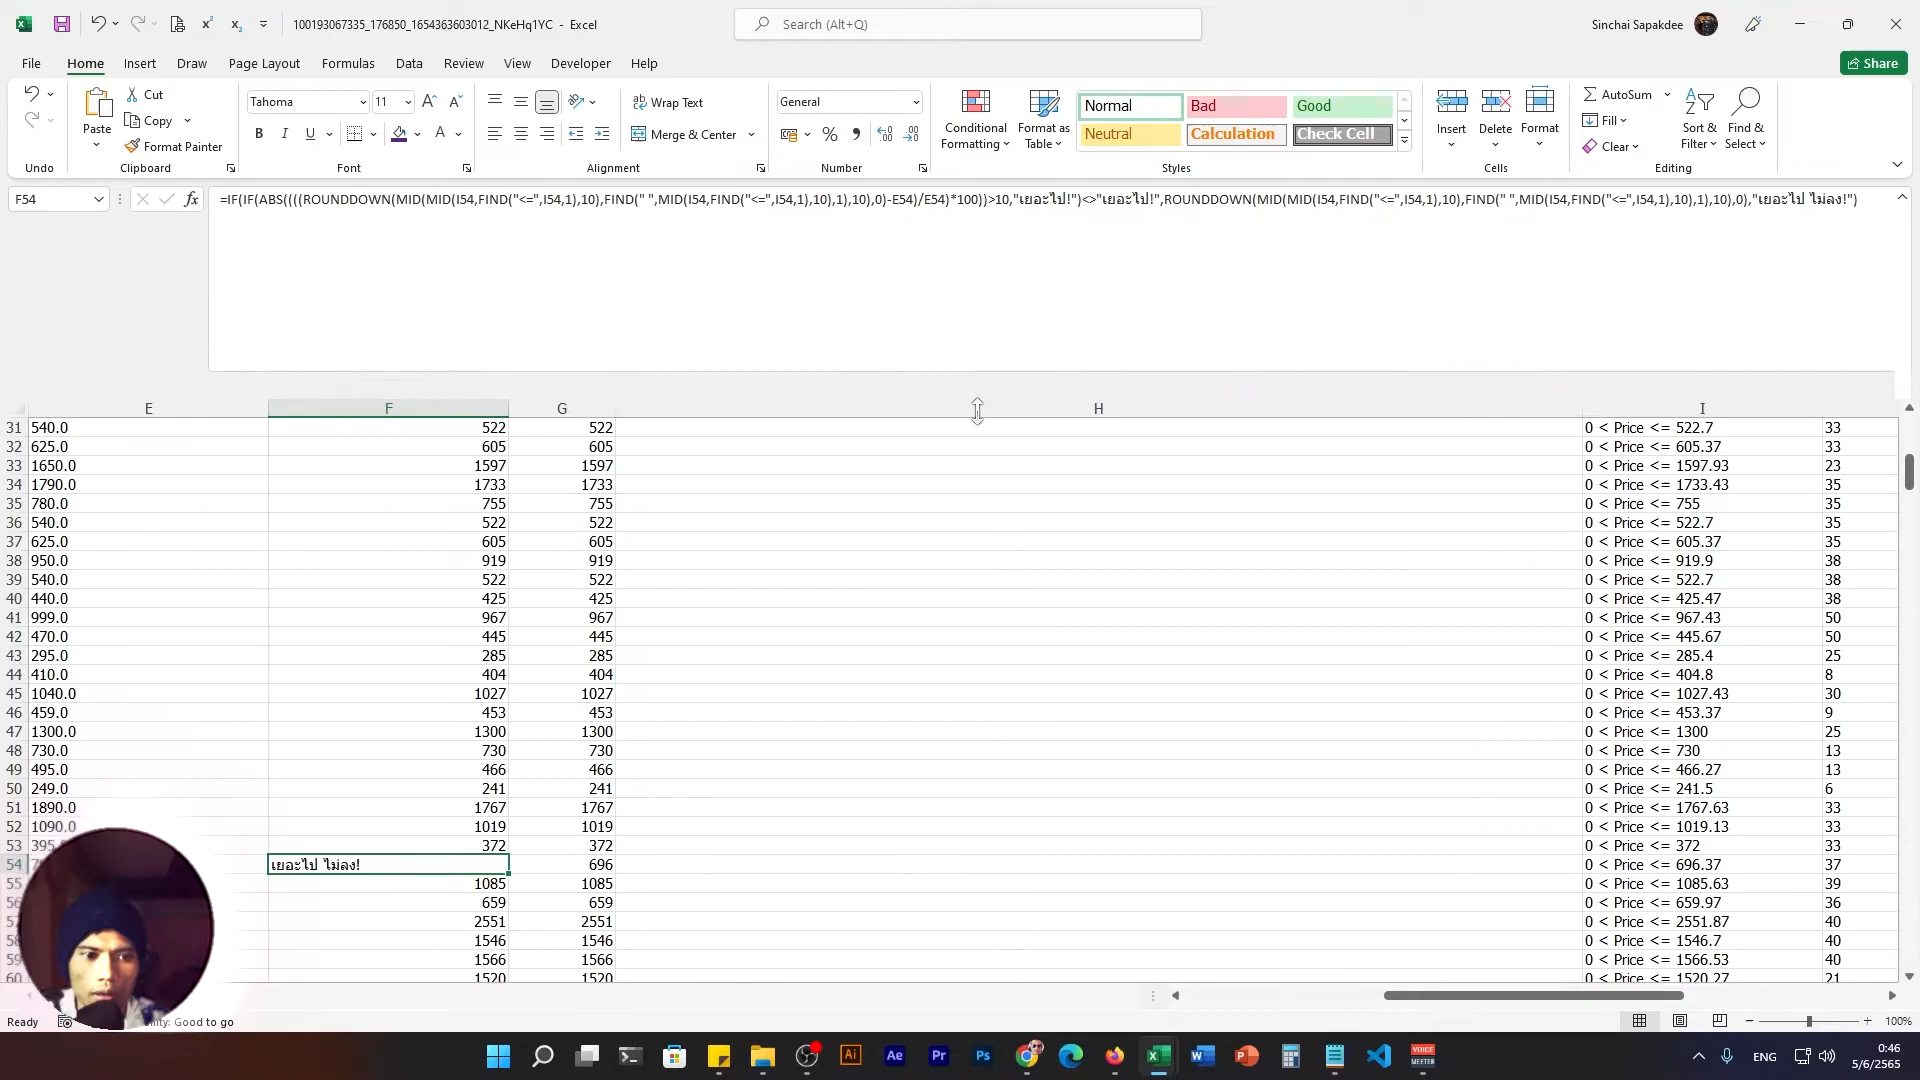 100193067335_176850_1654363603012_NKeHq1YC - Excel
Search (Alt+Q)
Sinchai Sapakdee
File Home Insert Draw Page Layout Formulas Data Review View Developer Help
Share
Paste
Cut
Copy
Format Painter
Tahoma 11
B I U
Wrap Text
Merge & Center
General
Conditional Formatting
Format as Table
Normal Bad Good
Neutral Calculation Check Cell
Insert Delete Format
AutoSum
Fill
Clear
Sort & Filter
Find & Select
Undo Clipboard Font Alignment Number Styles Cells Editing
F54
fx
=IF(IF(ABS((((ROUNDDOWN(MID(MID(I54,FIND("<=",I54,1),10),FIND(" ",MID(I54,FIND("<=",I54,1),10),1),10),0)-E54)/E54)*100))>10,"เยอะไป!")<>"เยอะไป!",ROUNDDOWN(MID(MID(I54,FIND("<=",I54,1),10),FIND(" ",MID(I54,FIND("<=",I54,1),10),1),10),0),"เยอะไป ไม่ลง!")
E F G H I
31 540.0 522 522 0 < Price <= 522.7 33
32 625.0 605 605 0 < Price <= 605.37 33
33 1650.0 1597 1597 0 < Price <= 1597.93 23
34 1790.0 1733 1733 0 < Price <= 1733.43 35
35 780.0 755 755 0 < Price <= 755 35
36 540.0 522 522 0 < Price <= 522.7 35
37 625.0 605 605 0 < Price <= 605.37 35
38 950.0 919 919 0 < Price <= 919.9 38
39 540.0 522 522 0 < Price <= 522.7 38
40 440.0 425 425 0 < Price <= 425.47 38
41 999.0 967 967 0 < Price <= 967.43 50
42 470.0 445 445 0 < Price <= 445.67 50
43 295.0 285 285 0 < Price <= 285.4 25
44 410.0 404 404 0 < Price <= 404.8 8
45 1040.0 1027 1027 0 < Price <= 1027.43 30
46 459.0 453 453 0 < Price <= 453.37 9
47 1300.0 1300 1300 0 < Price <= 1300 25
48 730.0 730 730 0 < Price <= 730 13
49 495.0 466 466 0 < Price <= 466.27 13
50 249.0 241 241 0 < Price <= 241.5 6
51 1890.0 1767 1767 0 < Price <= 1767.63 33
52 1090.0 1019 1019 0 < Price <= 1019.13 33
53 395. 372 372 0 < Price <= 372 33
54 เยอะไป ไม่ลง! 696 0 < Price <= 696.37 37
55 1085 1085 0 < Price <= 1085.63 39
56 659 659 0 < Price <= 659.97 36
57 2551 2551 0 < Price <= 2551.87 40
58 1546 1546 0 < Price <= 1546.7 40
59 1566 1566 0 < Price <= 1566.53 40
60 1520 1520 0 < Price <= 1520.27 21
Ready
Good to go
100%
Ai Ae Pr Ps
VOICE MEETER
ENG
0:46
5/6/2565